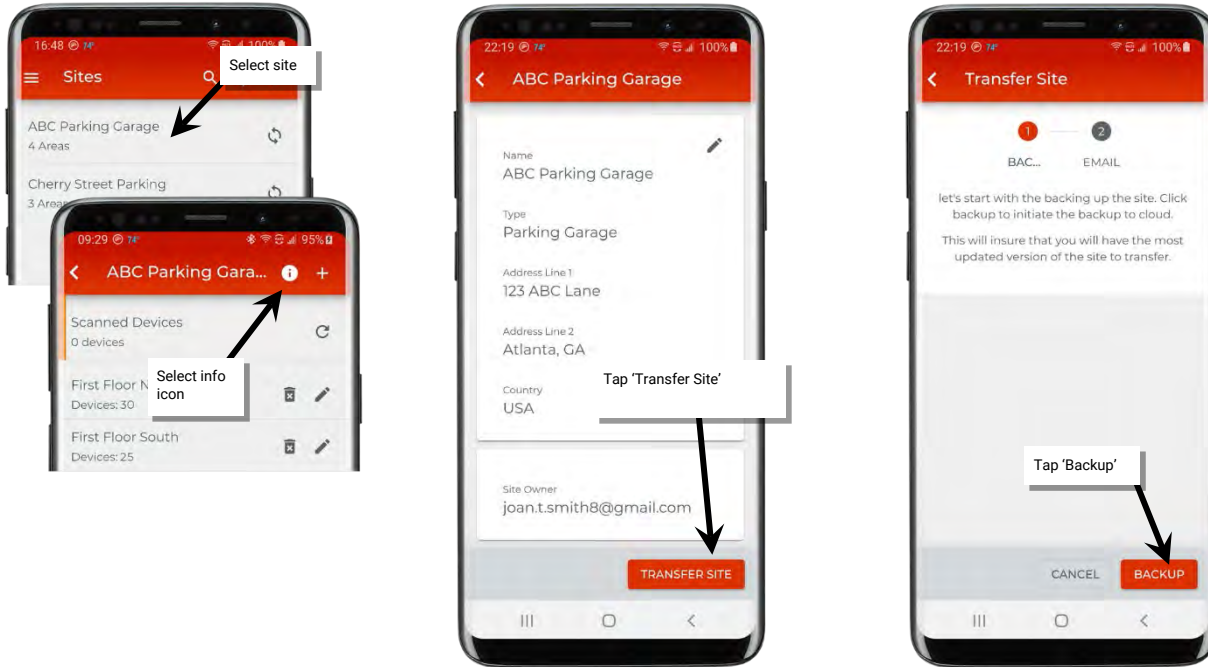 16:48 74°
100%
Sites
Select site
ABC Parking Garage
4 Areas
Cherry Street Parking
3 Areas
09:29 74°
95%
ABC Parking Gara...
Scanned Devices
0 devices
Select info
icon
First Floor N
Devices: 30
First Floor South
Devices: 25
22:19 74°
100%
ABC Parking Garage
Name
ABC Parking Garage
Type
Parking Garage
Address Line 1
123 ABC Lane
Address Line 2
Atlanta, GA
Country
USA
Tap ‘Transfer Site’
Site Owner
joan.t.smith8@gmail.com
TRANSFER SITE
22:19 74°
100%
Transfer Site
1 2
BAC... EMAIL
let's start with the backing up the site. Click
backup to initiate the backup to cloud.
This will insure that you will have the most
updated version of the site to transfer.
Tap ‘Backup’
CANCEL BACKUP